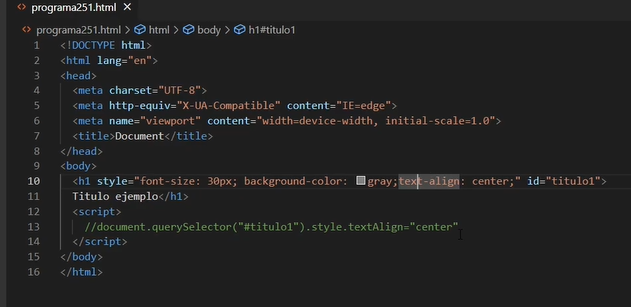 <> programa251.html ×
<> programa251.html > html > body > h1#titulo1
1 <!DOCTYPE html>
2 <html lang="en">
3 <head>
4 <meta charset="UTF-8">
5 <meta http-equiv="X-UA-Compatible" content="IE=edge">
6 <meta name="viewport" content="width=device-width, initial-scale=1.0">
7 <title>Document</title>
8 </head>
9 <body>
10 <h1 style="font-size: 30px; background-color: gray;text-align: center;" id="titulo1">
11 Titulo ejemplo</h1>
12 <script>
13 //document.querySelector("#titulo1").style.textAlign="center"
14 </script>
15 </body>
16 </html>